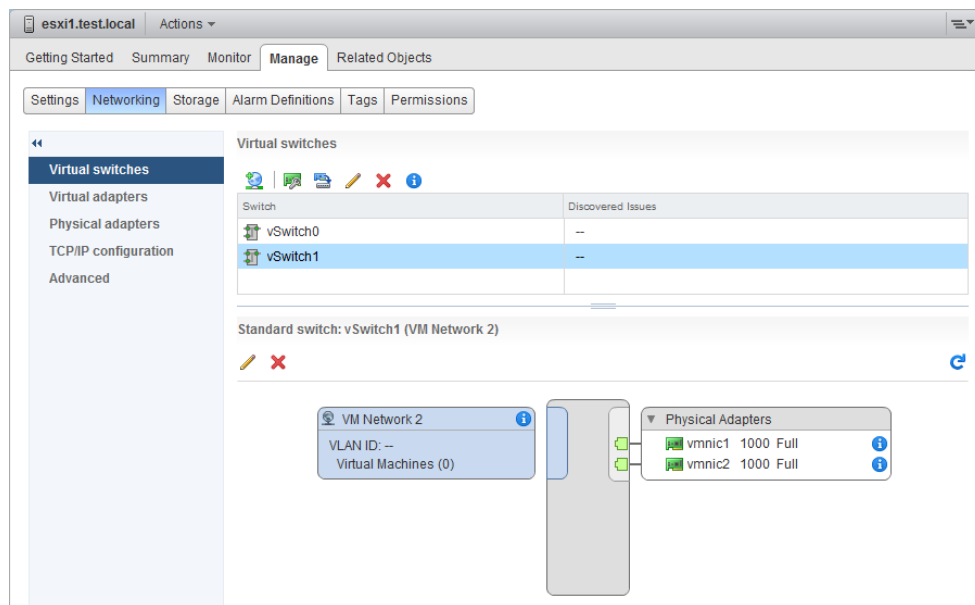 esxi1.test.local Actions
Getting Started Summary Monitor Manage Related Objects
Settings Networking Storage Alarm Definitions Tags Permissions
Virtual switches
Virtual adapters
Physical adapters
TCP/IP configuration
Advanced
Virtual switches
Switch Discovered Issues
vSwitch0 --
vSwitch1 --
Standard switch: vSwitch1 (VM Network 2)
VM Network 2
VLAN ID: --
Virtual Machines (0)
Physical Adapters
vmnic1 1000 Full
vmnic2 1000 Full